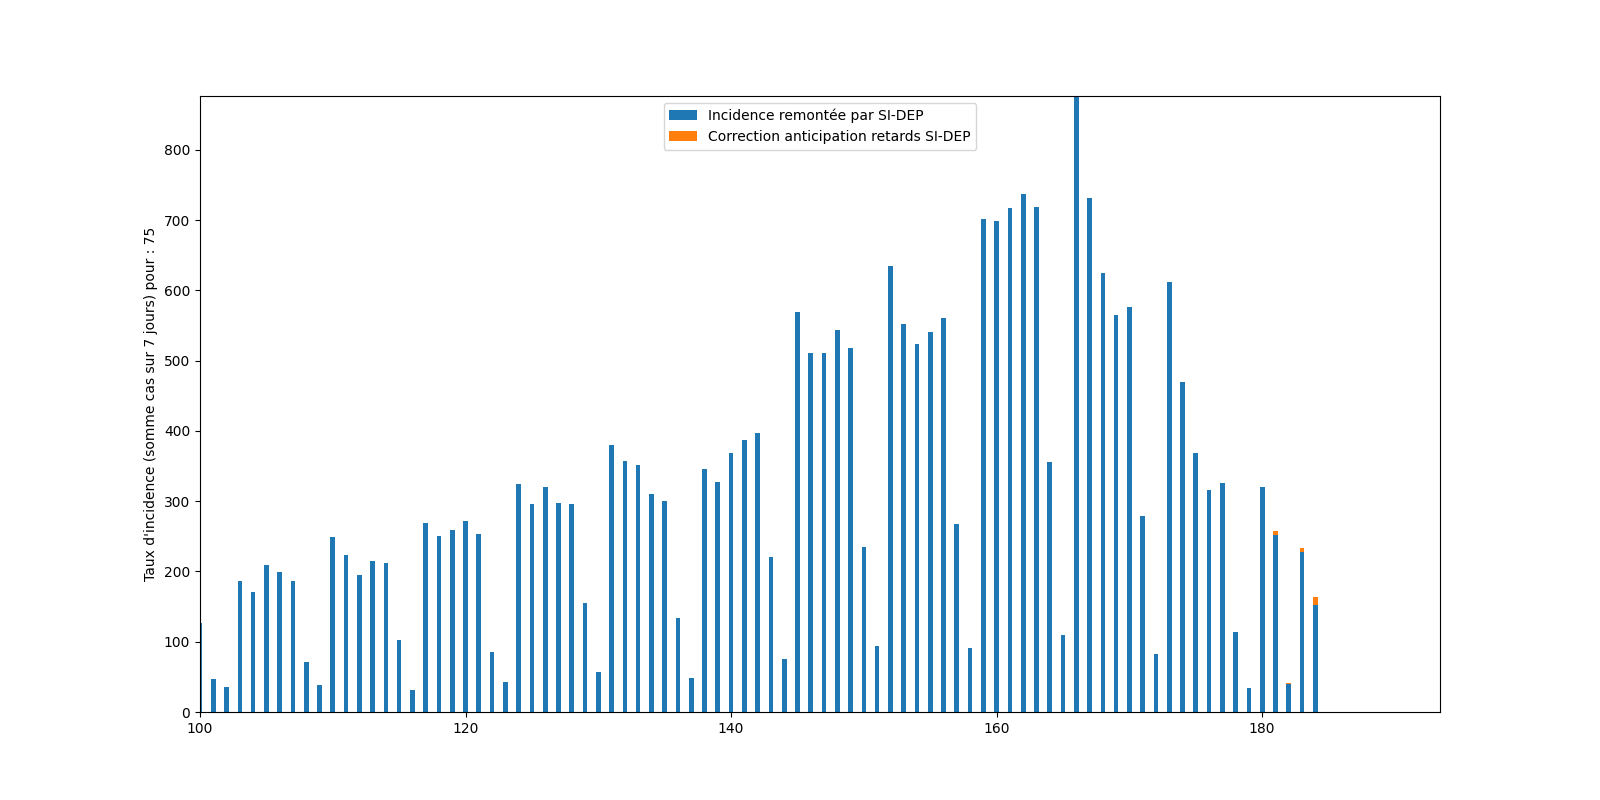 Incidence remontée par SI-DEP
Correction anticipation retards SI-DEP
Taux d'incidence (somme cas sur 7 jours) pour : 75
800
700
600
500
400
300
200
100
0
100 120 140 160 180